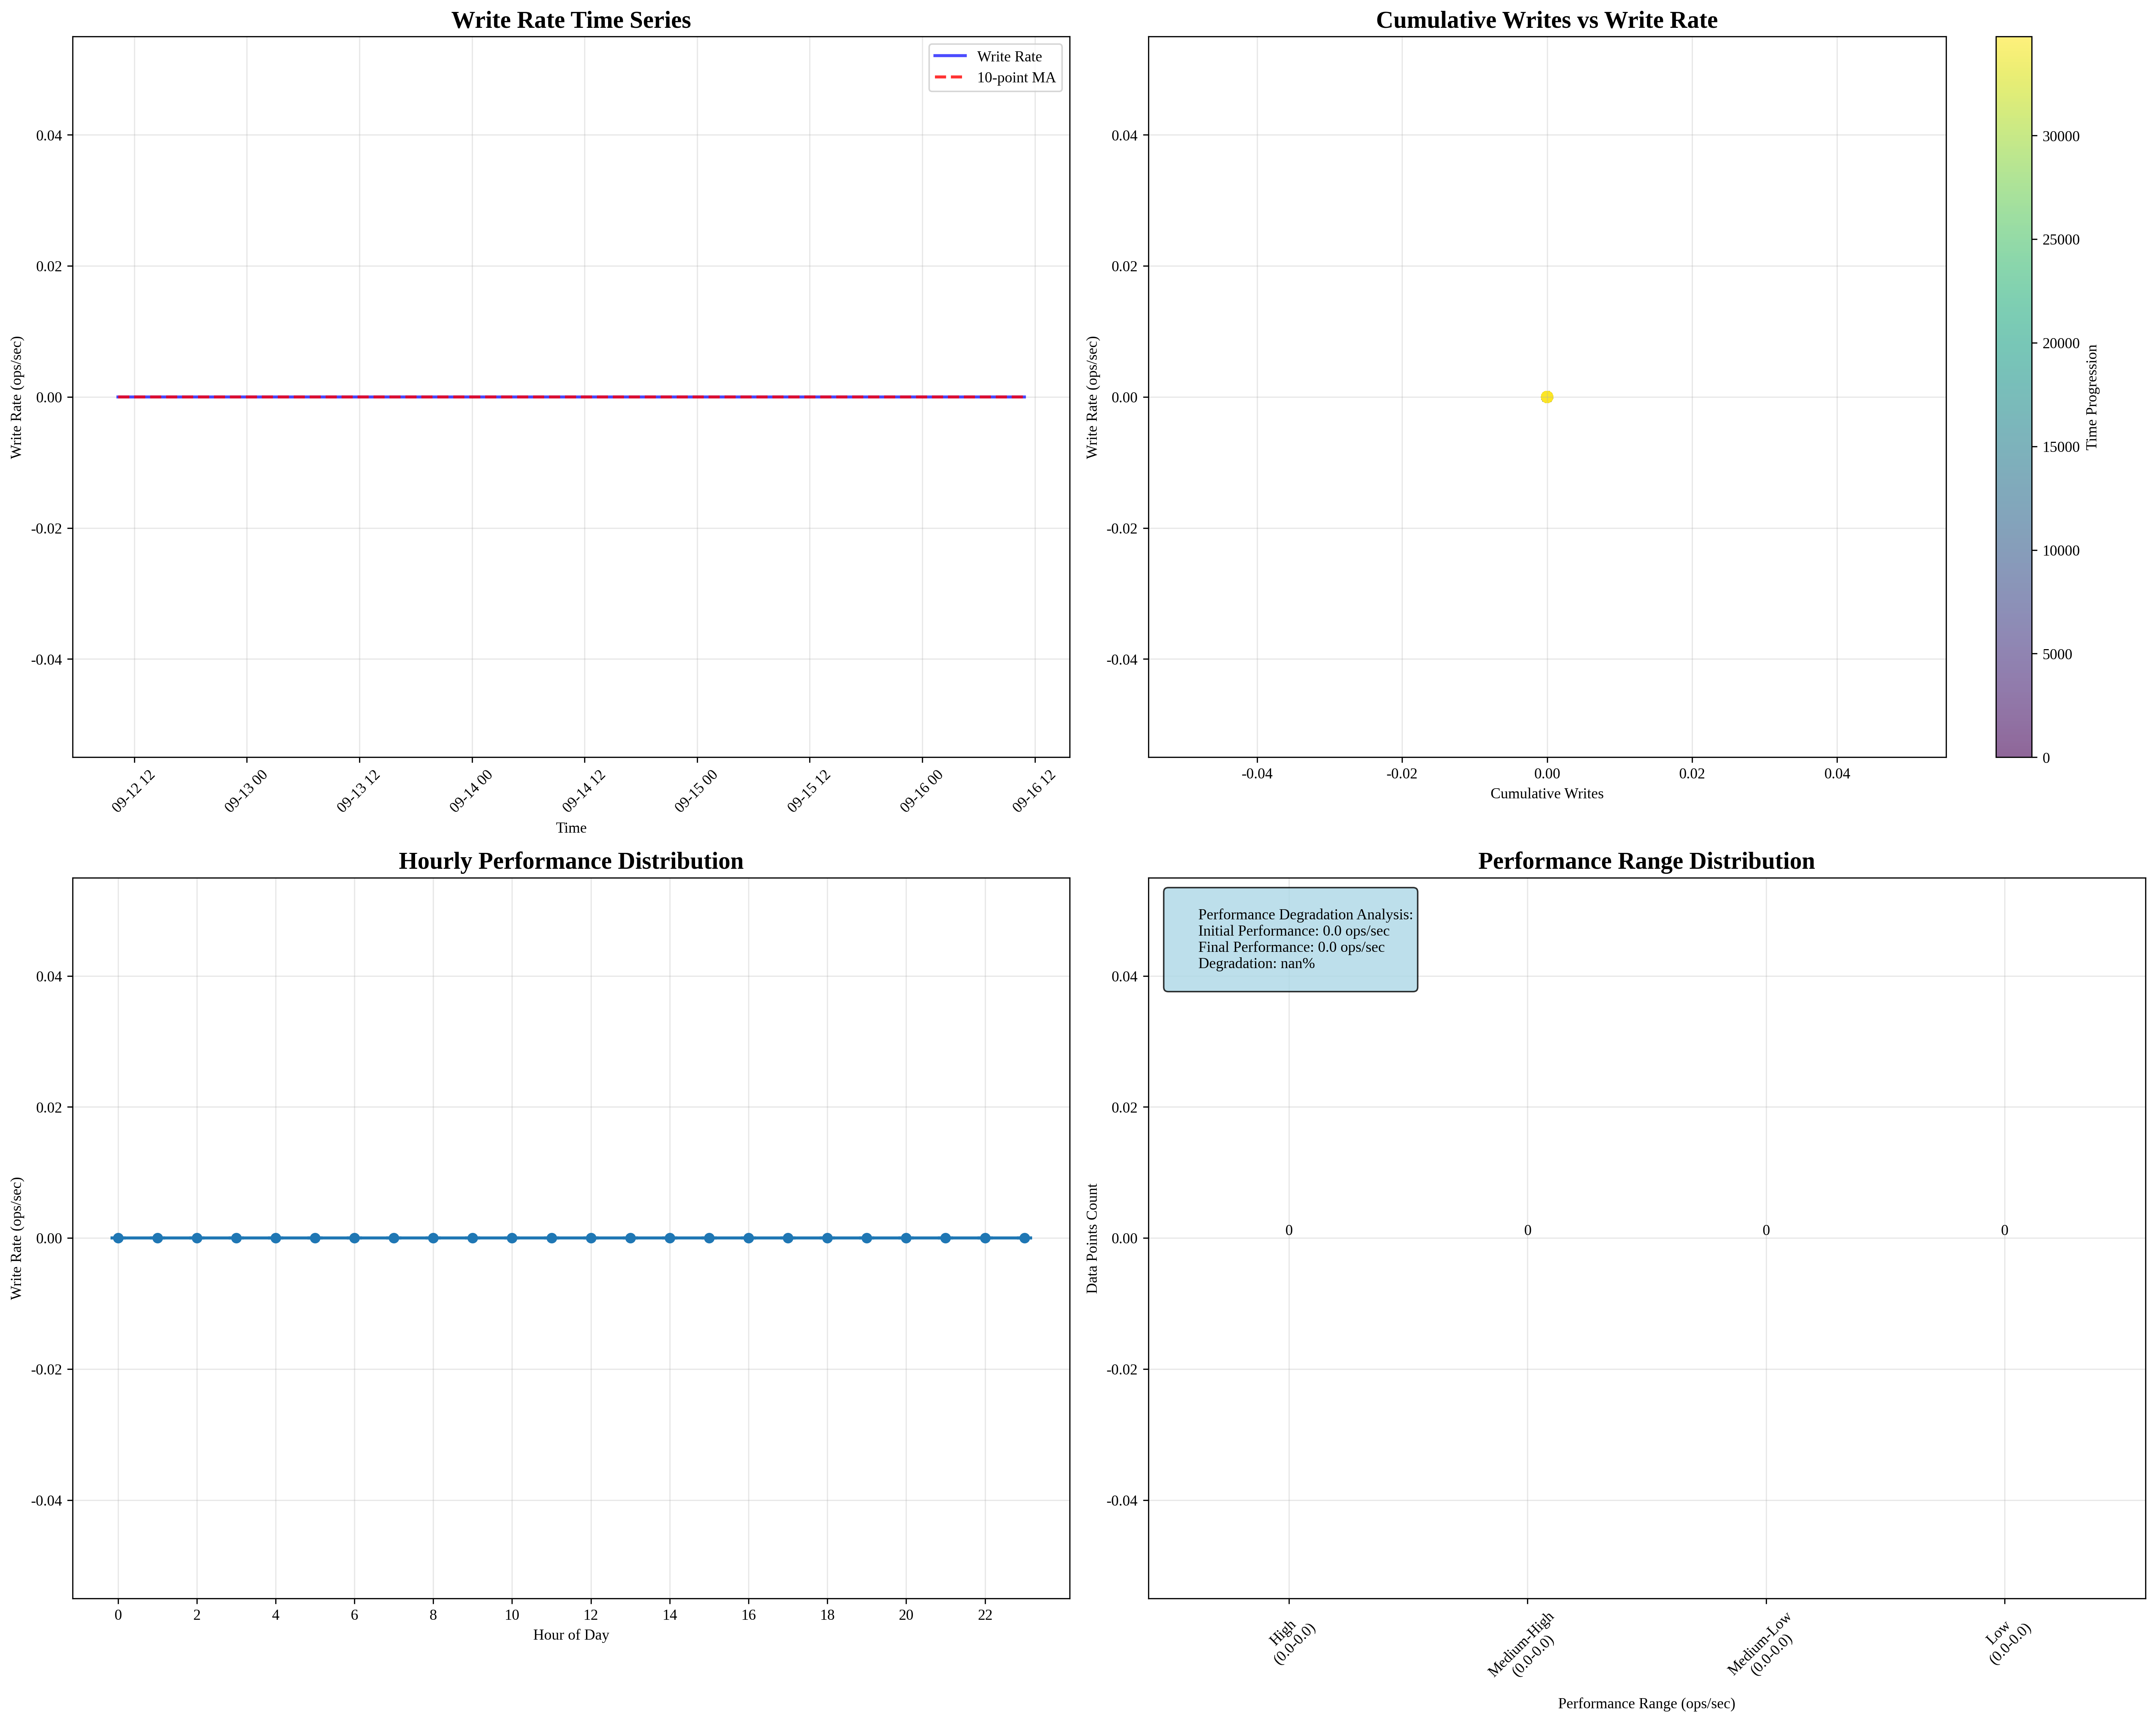 Write Rate Time Series
Write Rate
10-point MA
0.04
0.02
0.00
-0.02
-0.04
Write Rate (ops/sec)
09-12 12
09-13 00
09-13 12
09-14 00
09-14 12
09-15 00
09-15 12
09-16 00
09-16 12
Time
Cumulative Writes vs Write Rate
0.04
0.02
0.00
-0.02
-0.04
Write Rate (ops/sec)
-0.04
-0.02
0.00
0.02
0.04
Cumulative Writes
30000
25000
20000
15000
10000
5000
0
Time Progression
Hourly Performance Distribution
0.04
0.02
0.00
-0.02
-0.04
Write Rate (ops/sec)
0
2
4
6
8
10
12
14
16
18
20
22
Hour of Day
Performance Range Distribution
Performance Degradation Analysis:
Initial Performance: 0.0 ops/sec
Final Performance: 0.0 ops/sec
Degradation: nan%
0.04
0.02
0.00
-0.02
-0.04
Data Points Count
0
0
0
0
High
(0.0-0.0)
Medium-High
(0.0-0.0)
Medium-Low
(0.0-0.0)
Low
(0.0-0.0)
Performance Range (ops/sec)